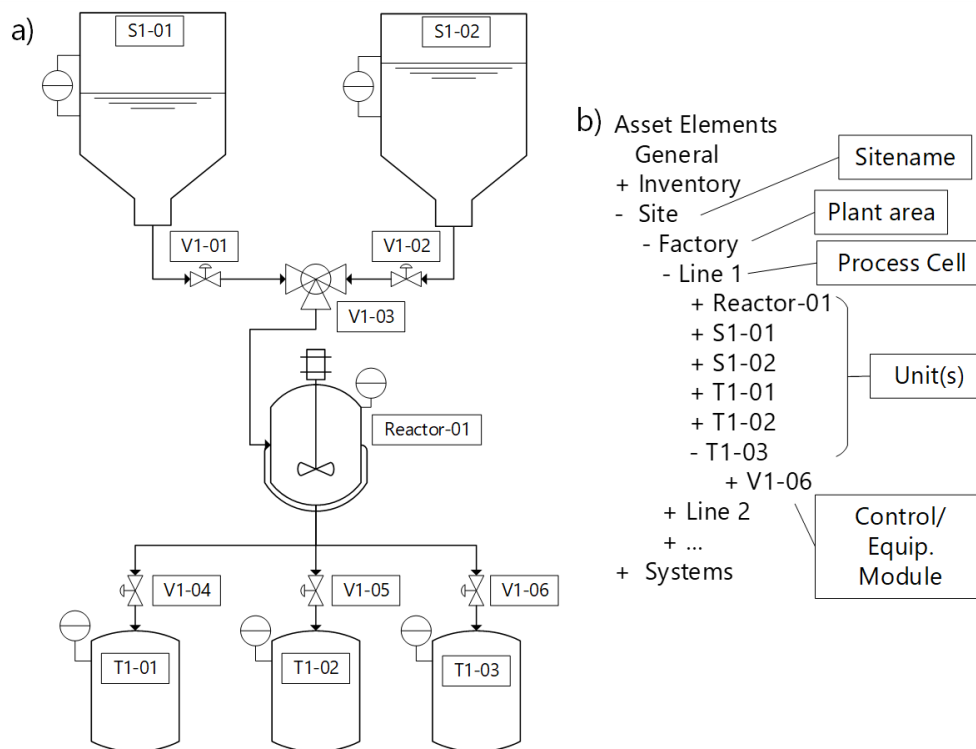 a)
S1-01
S1-02
V1-01
V1-02
V1-03
Reactor-01
V1-04
V1-05
V1-06
T1-01
T1-02
T1-03
b)
Asset Elements
General
+ Inventory
- Site
- Factory
- Line 1
+ Reactor-01
+ S1-01
+ S1-02
+ T1-01
+ T1-02
- T1-03
+ V1-06
+ Line 2
+ ...
+ Systems
Sitename
Plant area
Process Cell
Unit(s)
Control/
Equip.
Module